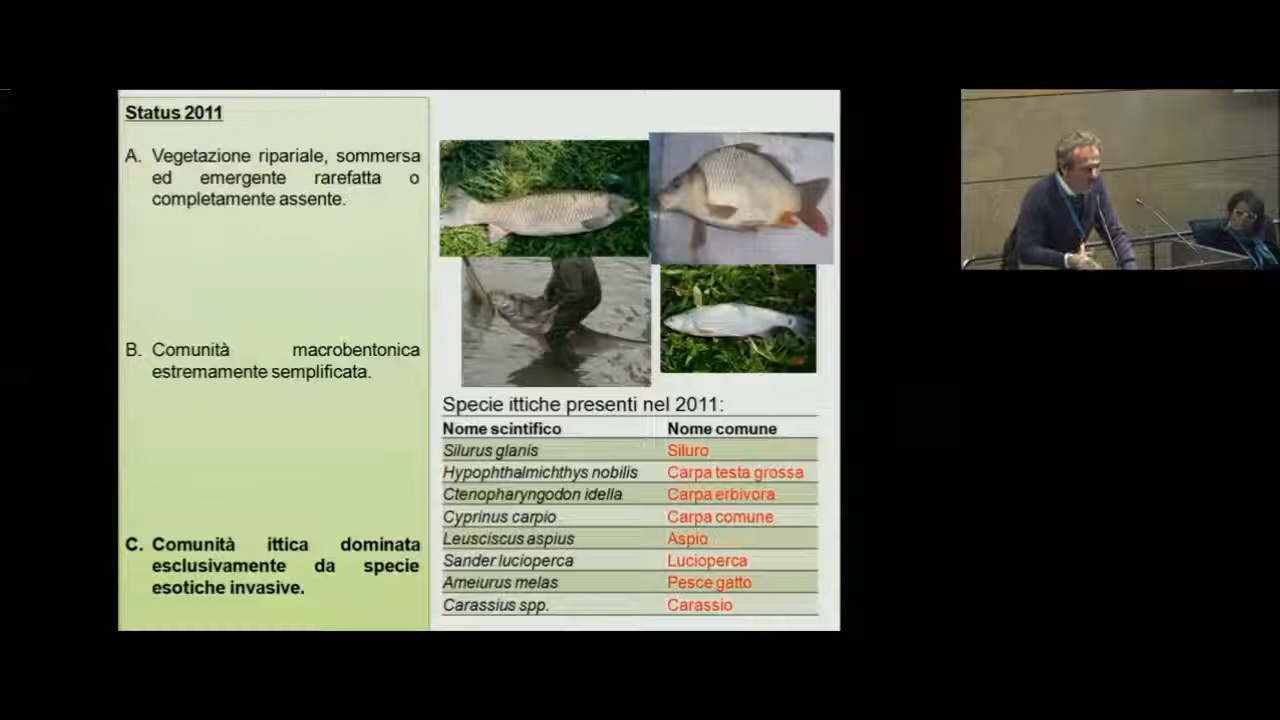 Status 2011
A. Vegetazione ripariale, sommersa
ed emergente rarefatta o
completamente assente.
B. Comunità macrobentonica
estremamente semplificata.
C. Comunità ittica dominata
esclusivamente da specie
esotiche invasive.
Specie ittiche presenti nel 2011:
Nome scintifico Nome comune
Silurus glanis Siluro
Hypophthalmichthys nobilis Carpa testa grossa
Ctenopharyngodon idella Carpa erbivora
Cyprinus carpio Carpa comune
Leusciscus aspius Aspio
Sander lucioperca Lucioperca
Ameiurus melas Pesce gatto
Carassius spp. Carassio